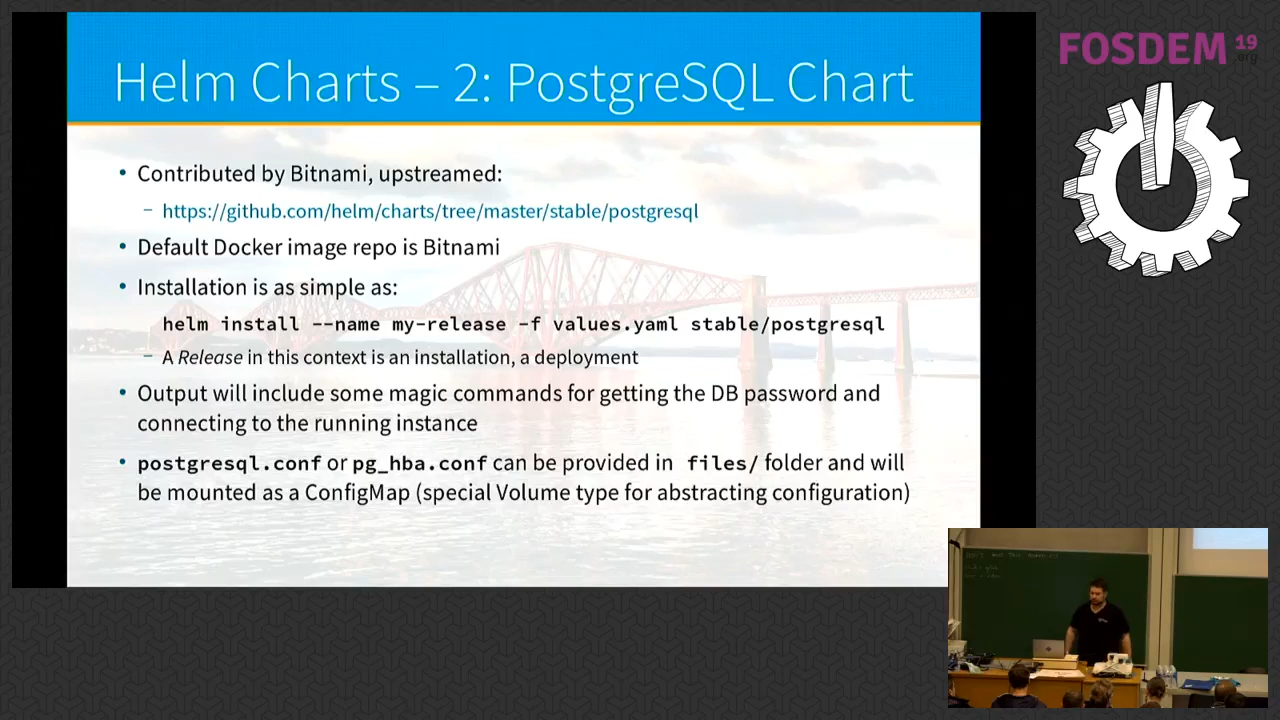 Helm Charts – 2: PostgreSQL Chart
• Contributed by Bitnami, upstreamed:
– https://github.com/helm/charts/tree/master/stable/postgresql
• Default Docker image repo is Bitnami
• Installation is as simple as:
helm install --name my-release -f values.yaml stable/postgresql
– A Release in this context is an installation, a deployment
• Output will include some magic commands for getting the DB password and
connecting to the running instance
• postgresql.conf or pg_hba.conf can be provided in files/ folder and will
be mounted as a ConfigMap (special Volume type for abstracting configuration)
FOSDEM 19
.org